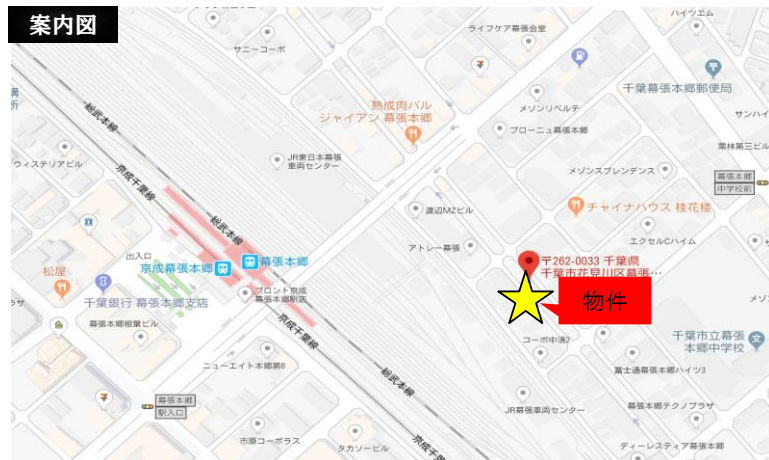 案内図
ハイツエム
ライフケア幕張会堂
サニーコーポ
千葉幕張本郷郵便局
熟成肉バル
ジャイアン 幕張本郷
メゾンリベルテ
サンハイ
ブローニュ幕張本郷
総武本線
栗林第三ビル
JR東日本幕張
車両センター
ウィステリアビル
メゾンスプレンデンス
幕張本郷
中学校前
京成千葉線
渡辺MZビル
チャイナハウス 桂花楼
総武本線
アトレー幕張
エクセルCハイム
出入口
京成幕張本郷
幕張本郷
〒262-0033 千葉県
千葉市花見川区幕張…
松屋
物件
プロント京成
幕張本郷駅店
千葉銀行 幕張本郷支店
幕張本郷相葉ビル
京成千葉線
千葉市立幕張
本郷中学校
コーポ中須2
ニューエイト本郷第6
富士通幕張本郷ハイツ3
総武本線
幕張本郷
駅入口
JR幕張車両センター
幕張本郷テクノプラザ
市原コーポラス
タカソービル
ディーレスティア幕張本郷